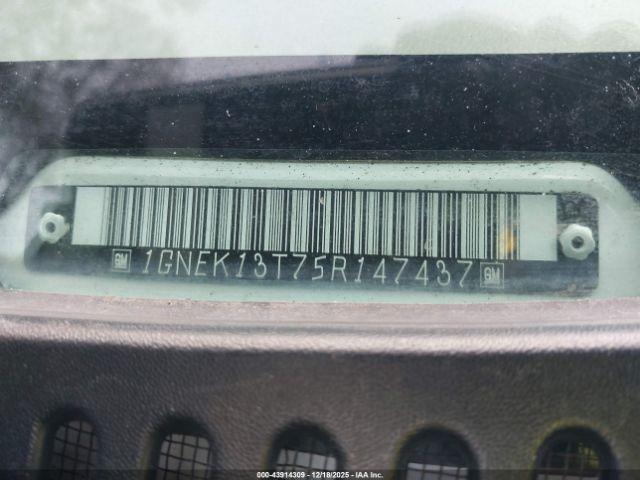 GM 1GNEK13T75R147437 GM
000-43914309 - 12/18/2025 - IAA Inc.